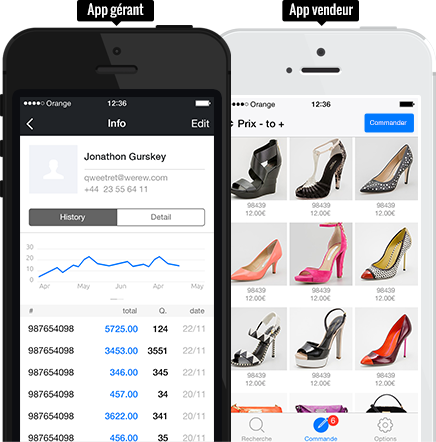 App gérant
App vendeur
Orange 12:36
Info Edit
Jonathon Gurskey
qweetret@werew.com
+44 23 55 64 11
History Detail
30
20
10
0
Apr May Jun Apr May
# total Q. date
987654098 5725.00 124 22/11
987654098 3453.00 3551 22/11
987654098 346.00 345 22/11
987654098 457.00 34 20/11
987654098 3622.00 341 20/11
987654098 456.00 35 20/11
Orange 12:36
Prix - to + Commander
98439 98439 98439
12.00€ 12.00€ 12.00€
98439 98439 98439
12.00€ 12.00€ 12.00€
98439 98439 98439
12.00€ 12.00€ 12.00€
6
Recherche Commande Options